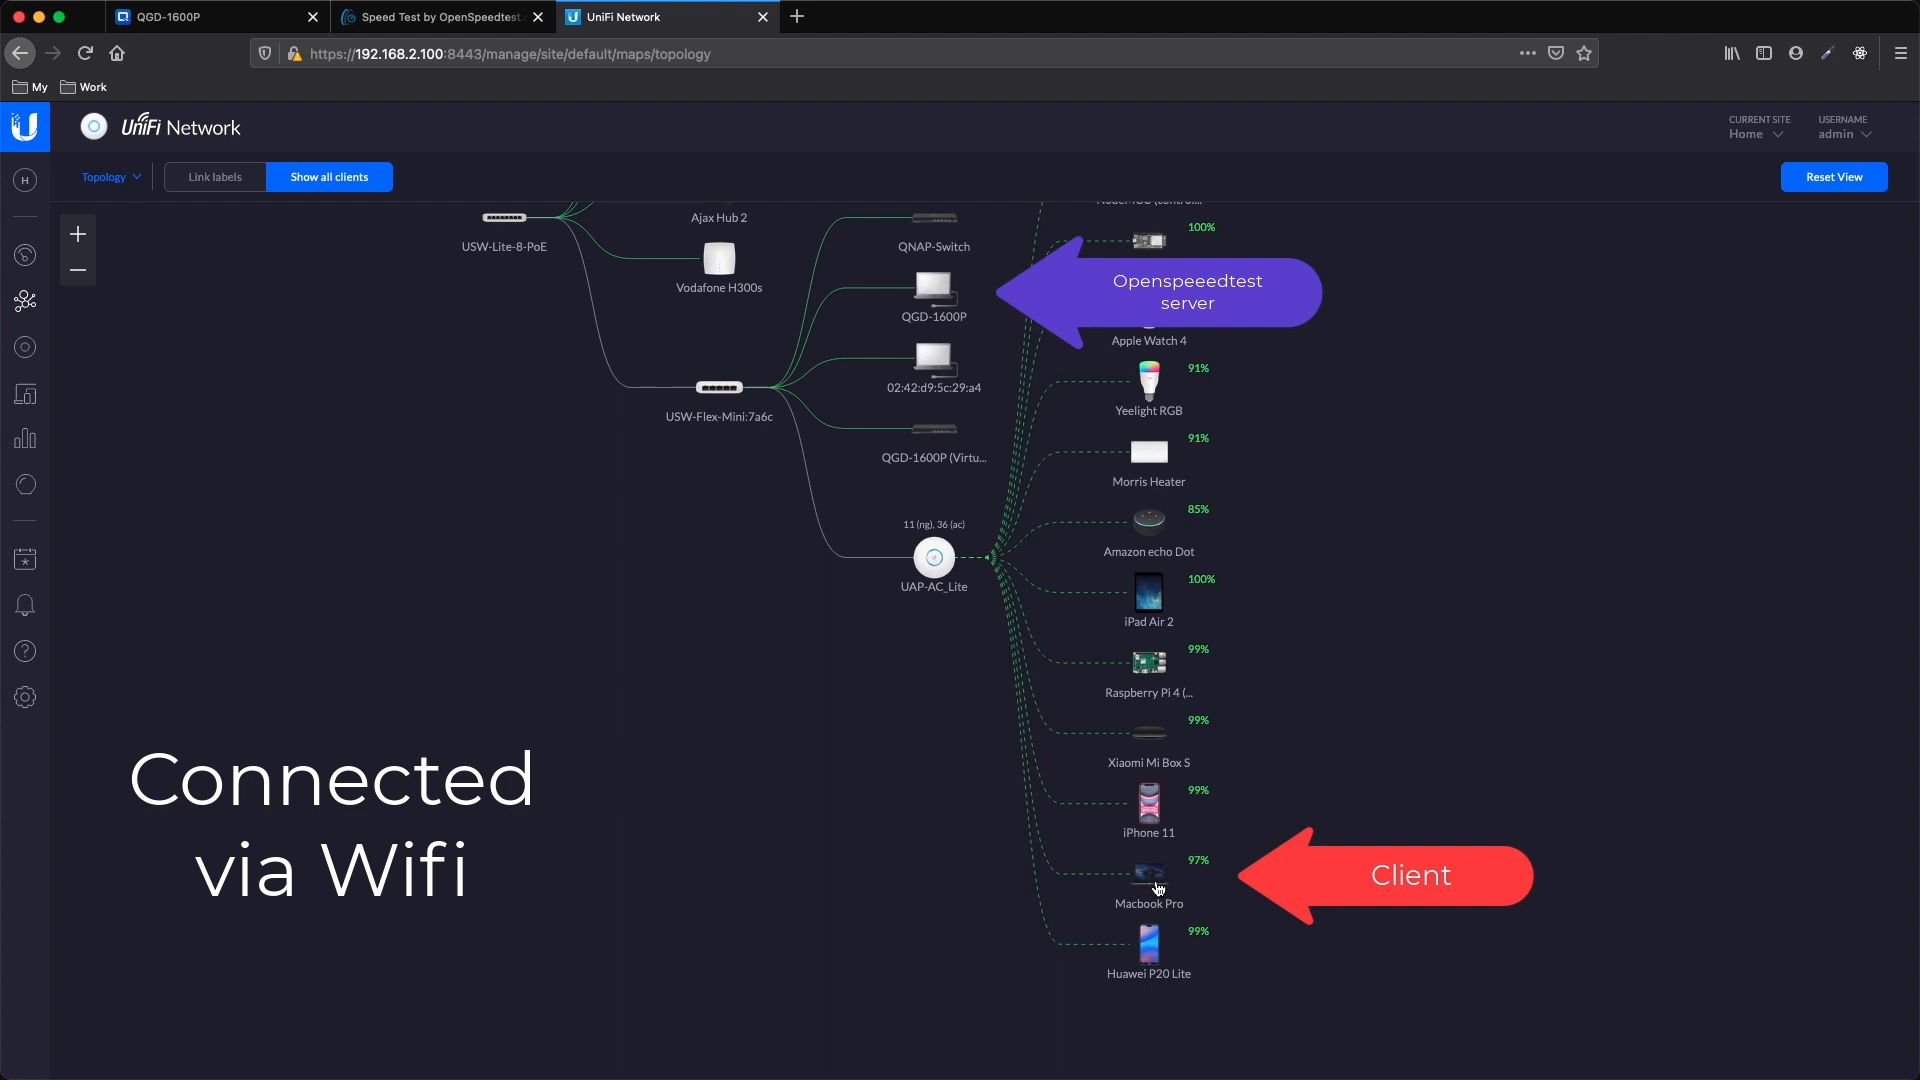 QGD-1600P
Speed Test by OpenSpeedtest.
UniFi Network
https://192.168.2.100:8443/manage/site/default/maps/topology
My
Work
UniFi Network
CURRENT SITE
Home
USERNAME
admin
H
Topology
Link labels
Show all clients
Reset View
USW-Lite-8-PoE
Ajax Hub 2
Vodafone H300s
QNAP-Switch
QGD-1600P
02:42:d9:5c:29:a4
USW-Flex-Mini:7a6c
QGD-1600P (Virtu...
11 (ng), 36 (ac)
UAP-AC_Lite
100%
Openspeeedtest
server
Apple Watch 4
91%
Yeelight RGB
91%
Morris Heater
85%
Amazon echo Dot
100%
iPad Air 2
99%
Raspberry Pi 4 (...
99%
Xiaomi Mi Box S
99%
iPhone 11
97%
Macbook Pro
Client
99%
Huawei P20 Lite
Connected
via Wifi